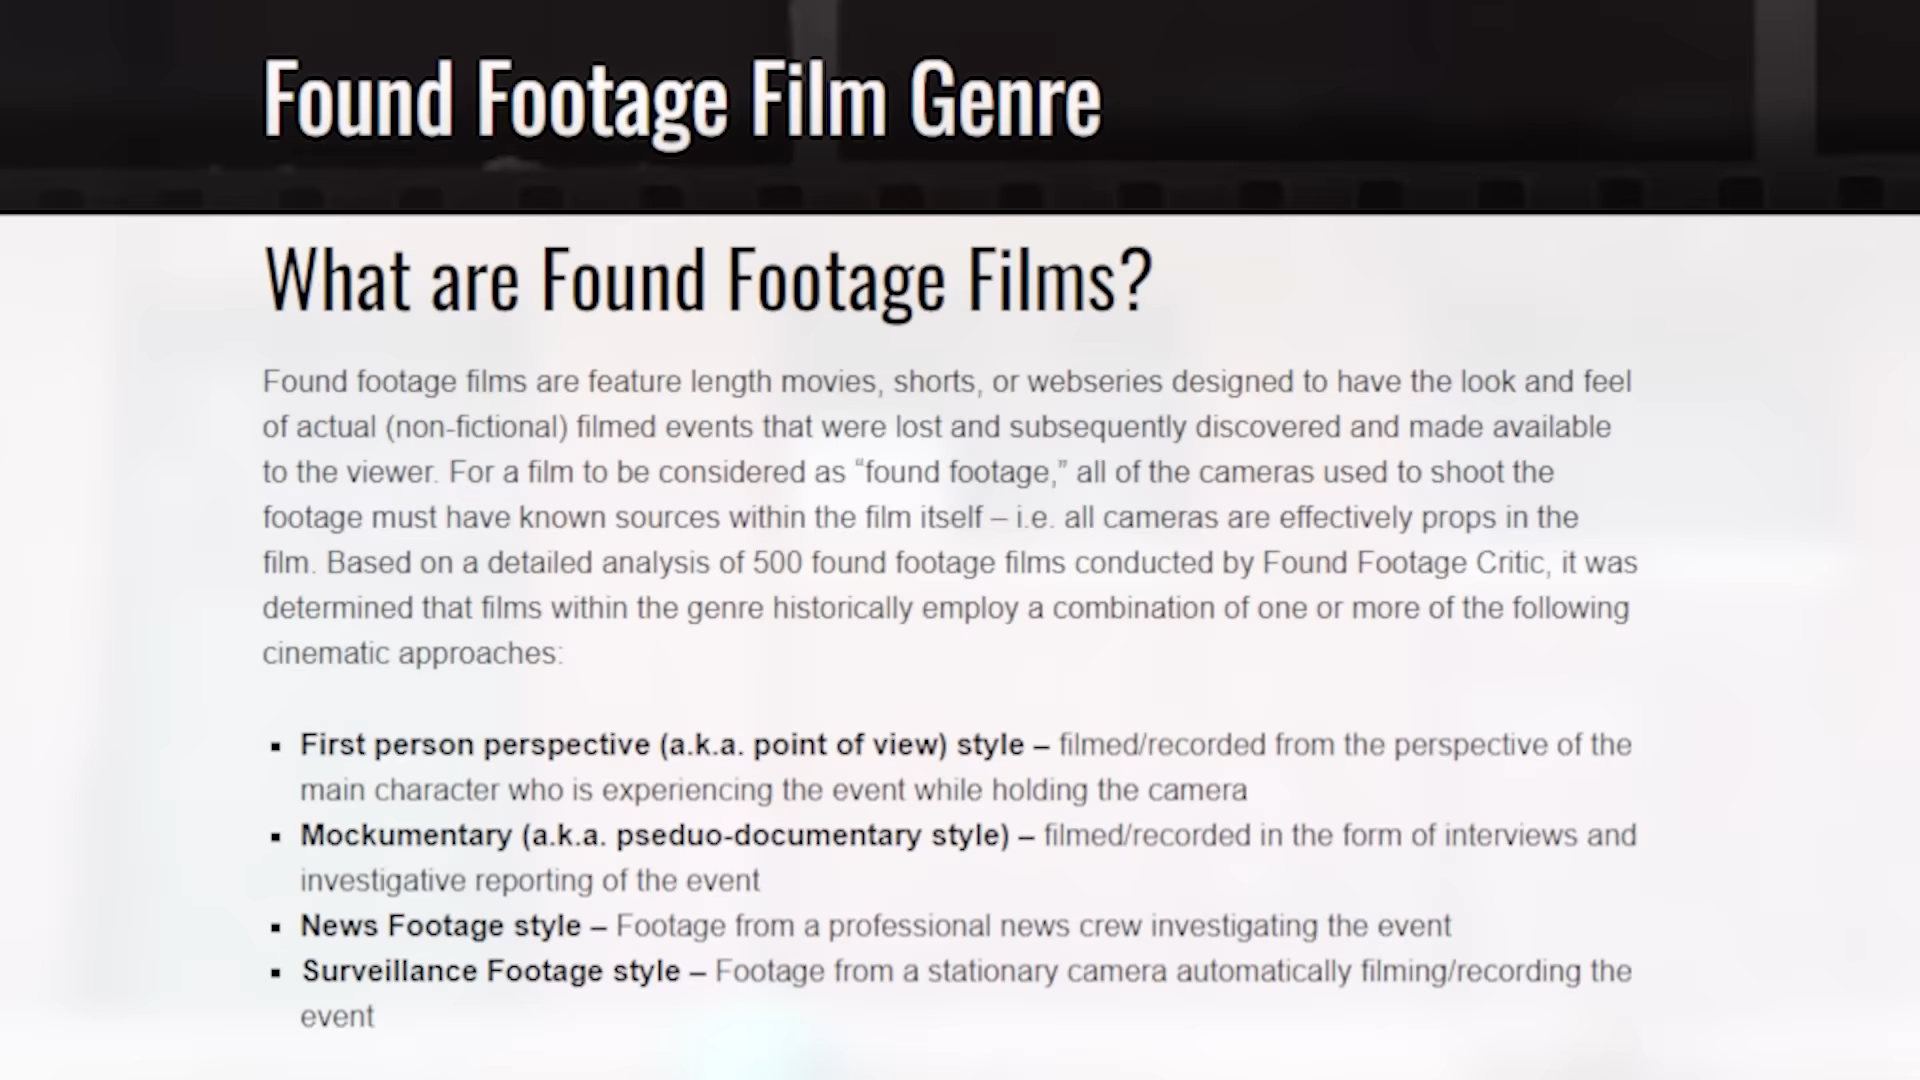 Found Footage Film Genre
What are Found Footage Films?
Found footage films are feature length movies, shorts, or webseries designed to have the look and feel
of actual (non-fictional) filmed events that were lost and subsequently discovered and made available
to the viewer. For a film to be considered as “found footage,” all of the cameras used to shoot the
footage must have known sources within the film itself – i.e. all cameras are effectively props in the
film. Based on a detailed analysis of 500 found footage films conducted by Found Footage Critic, it was
determined that films within the genre historically employ a combination of one or more of the following
cinematic approaches:
▪ First person perspective (a.k.a. point of view) style – filmed/recorded from the perspective of the
main character who is experiencing the event while holding the camera
▪ Mockumentary (a.k.a. pseduo-documentary style) – filmed/recorded in the form of interviews and
investigative reporting of the event
▪ News Footage style – Footage from a professional news crew investigating the event
▪ Surveillance Footage style – Footage from a stationary camera automatically filming/recording the
event